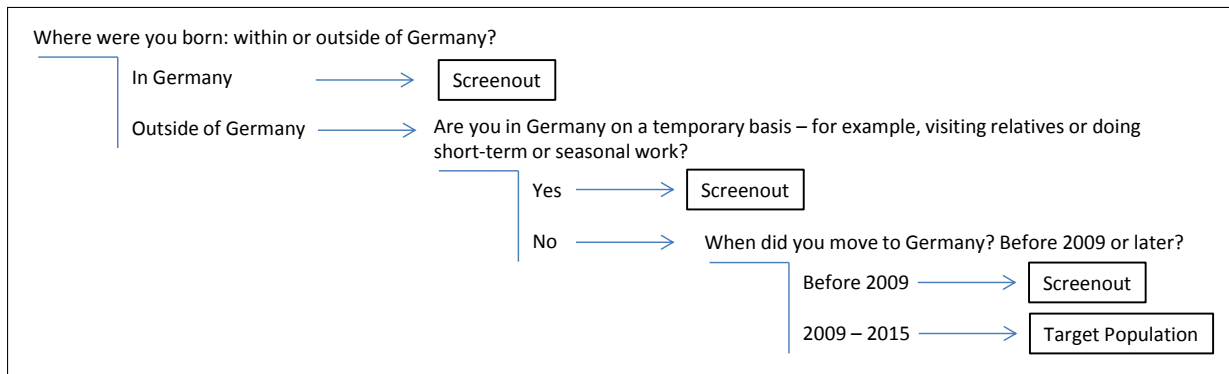 Where were you born: within or outside of Germany?
In Germany
Screenout
Outside of Germany
Are you in Germany on a temporary basis – for example, visiting relatives or doing
short-term or seasonal work?
Yes
Screenout
No
When did you move to Germany? Before 2009 or later?
Before 2009
Screenout
2009 – 2015
Target Population